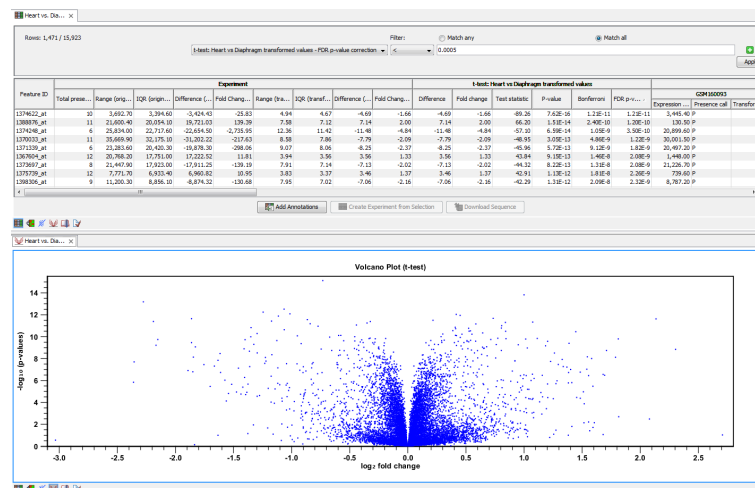 Heart vs. Dia... ×
Rows: 1,471 / 15,923
Filter: Match any Match all
t-test: Heart vs Diaphragm transformed values - FDR p-value correction < 0.0005
Appl
Experiment t-test: Heart vs Diaphragm transformed values
Feature ID Total prese... Range (orig... IQR (origin... Difference (... Fold Chang... Range (tra... IQR (transf... Difference (... Fold Chang... Difference Fold change Test statistic P-value Bonferroni FDR p-v... GSM160093
Expression ... Presence call Transfor
1374622_at 10 3,692.70 3,394.60 -3,424.43 -25.83 4.94 4.67 -4.69 -1.66 -4.69 -1.66 -89.26 7.62E-16 1.21E-11 1.21E-11 3,445.40 P
1388876_at 11 21,600.40 20,054.10 19,721.03 139.39 7.58 7.12 7.14 2.00 7.14 2.00 66.20 1.51E-14 2.40E-10 1.20E-10 130.50 P
1374248_at 6 25,834.00 22,717.60 -22,654.50 -2,735.95 12.36 11.42 -11.48 -4.84 -11.48 -4.84 -57.10 6.59E-14 1.05E-9 3.50E-10 20,899.60 P
1370033_at 11 35,669.90 32,175.10 -31,202.22 -217.63 8.58 7.86 -7.79 -2.09 -7.79 -2.09 -48.95 3.05E-13 4.86E-9 1.22E-9 30,001.50 P
1371339_at 6 23,283.60 20,420.30 -19,878.30 -298.06 9.07 8.06 -8.25 -2.37 -8.25 -2.37 -45.96 5.72E-13 9.12E-9 1.82E-9 20,497.20 P
1367604_at 12 20,768.20 17,751.00 17,222.52 11.81 3.94 3.56 3.56 1.33 3.56 1.33 43.84 9.15E-13 1.46E-8 2.08E-9 1,448.00 P
1373697_at 8 21,447.90 17,923.00 -17,911.25 -139.19 7.91 7.14 -7.13 -2.02 -7.13 -2.02 -44.32 8.22E-13 1.31E-8 2.08E-9 21,226.70 P
1375739_at 12 7,771.70 6,933.40 6,960.82 10.95 3.83 3.37 3.46 1.37 3.46 1.37 42.91 1.13E-12 1.81E-8 2.26E-9 739.60 P
1398306_at 9 11,200.30 8,856.10 -8,874.32 -130.68 7.95 7.02 -7.06 -2.16 -7.06 -2.16 -42.29 1.31E-12 2.09E-8 2.32E-9 8,787.20 P
Add Annotations Create Experiment from Selection Download Sequence
Heart vs. Dia... ×
Volcano Plot (t-test)
14
12
10
8
6
4
2
0
-log₁₀ (p-values)
-3.0 -2.5 -2.0 -1.5 -1.0 -0.5 0.0 0.5 1.0 1.5 2.0 2.5
log₂ fold change